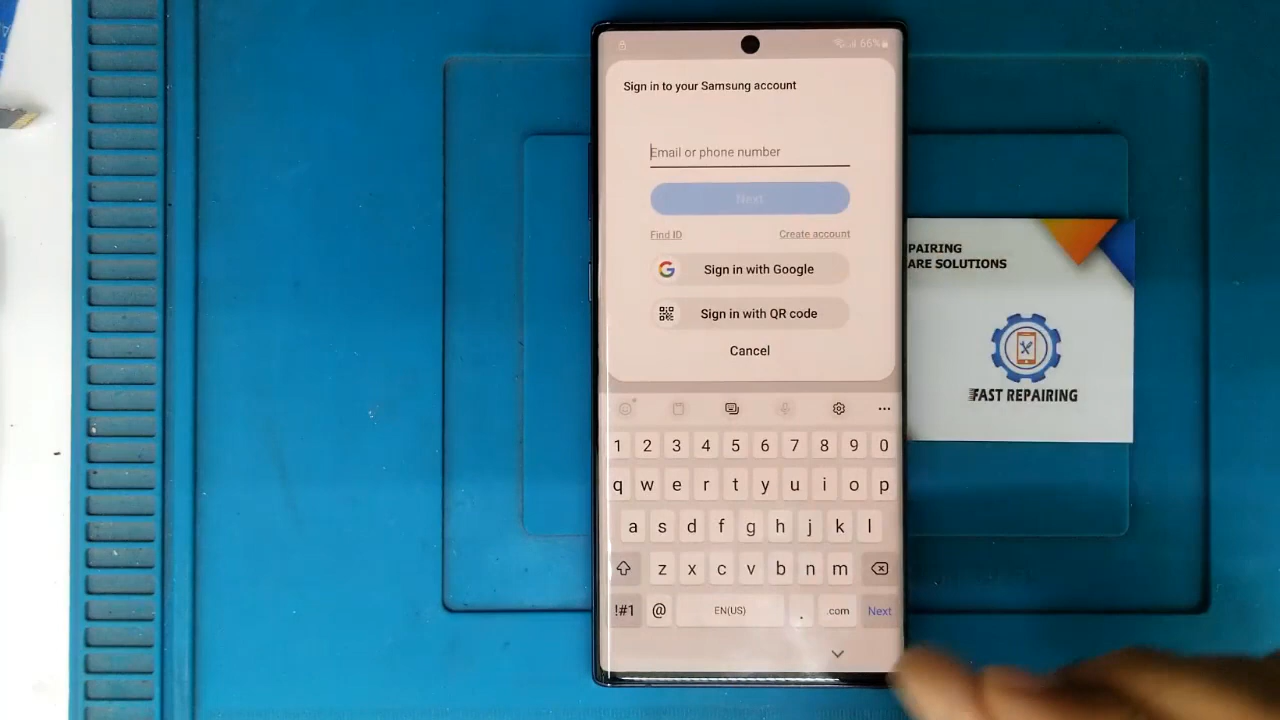 66%
Sign in to your Samsung account
Email or phone number
Next
Find ID
Create account
Sign in with Google
Sign in with QR code
Cancel
1 2 3 4 5 6 7 8 9 0
q w e r t y u i o p
a s d f g h j k l
z x c v b n m
!#1 @ EN(US) . .com Next
PAIRING
ARE SOLUTIONS
FAST REPAIRING